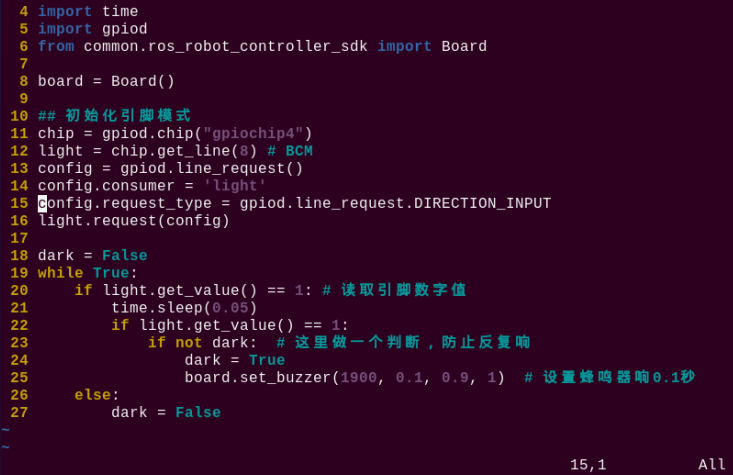 4 import time
5 import gpiod
6 from common.ros_robot_controller_sdk import Board
7
8 board = Board()
9
10 ## 初始化引脚模式
11 chip = gpiod.chip("gpiochip4")
12 light = chip.get_line(8) # BCM
13 config = gpiod.line_request()
14 config.consumer = 'light'
15 config.request_type = gpiod.line_request.DIRECTION_INPUT
16 light.request(config)
17
18 dark = False
19 while True:
20     if light.get_value() == 1: # 读取引脚数字值
21         time.sleep(0.05)
22         if light.get_value() == 1:
23             if not dark:  # 这里做一个判断，防止反复响
24                 dark = True
25                 board.set_buzzer(1900, 0.1, 0.9, 1)  # 设置蜂鸣器响0.1秒
26     else:
27         dark = False
~
~
15,1          All